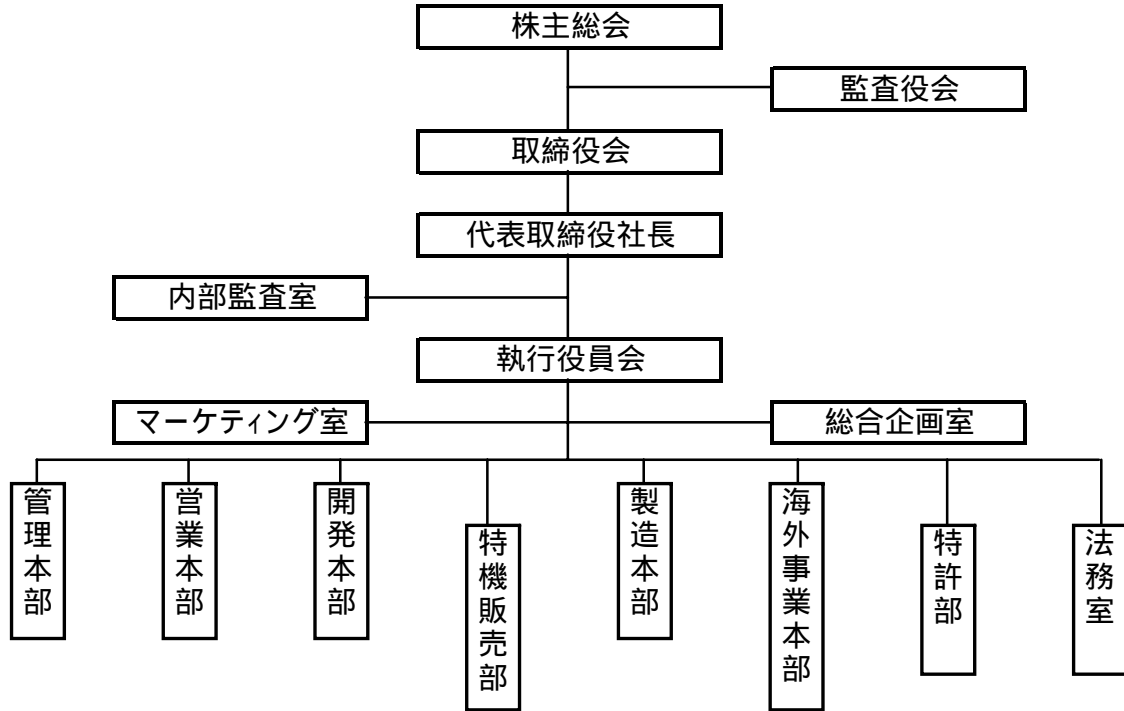 株主総会
監査役会
取締役会
代表取締役社長
内部監査室
執行役員会
マーケティング室
総合企画室
管理本部
営業本部
開発本部
特機販売部
製造本部
海外事業本部
特許部
法務室